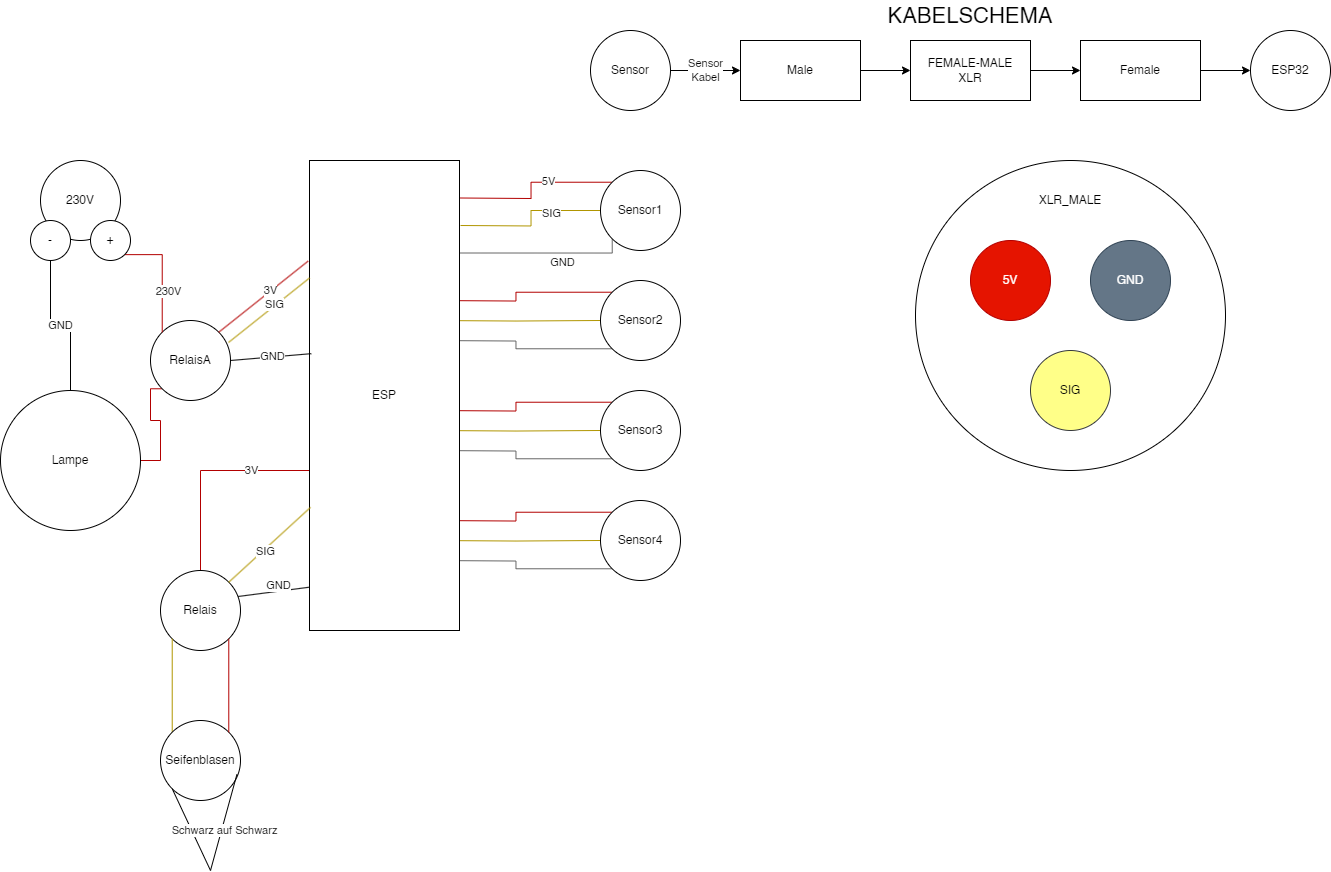 KABELSCHEMA
Sensor
Sensor
Kabel
Male
FEMALE-MALE
XLR
Female
ESP32
230V
-
+
GND
230V
RelaisA
3V
SIG
GND
Lampe
ESP
5V
SIG
GND
Sensor1
Sensor2
Sensor3
Sensor4
3V
SIG
GND
Relais
Seifenblasen
Schwarz auf Schwarz
XLR_MALE
5V
GND
SIG